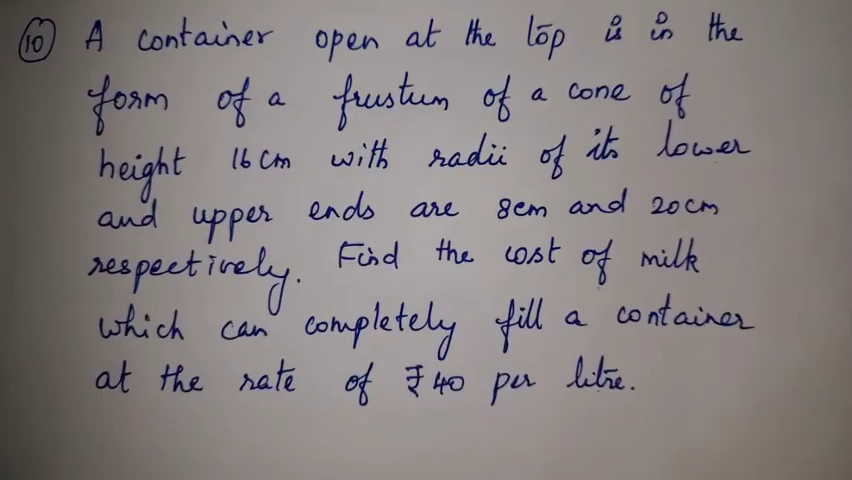 10 A container open at the top is in the
form of a frustum of a cone of
height 16 cm with radii of its lower
and upper ends are 8cm and 20cm
respectively. Find the cost of milk
which can completely fill a container
at the rate of ₹40 per litre.